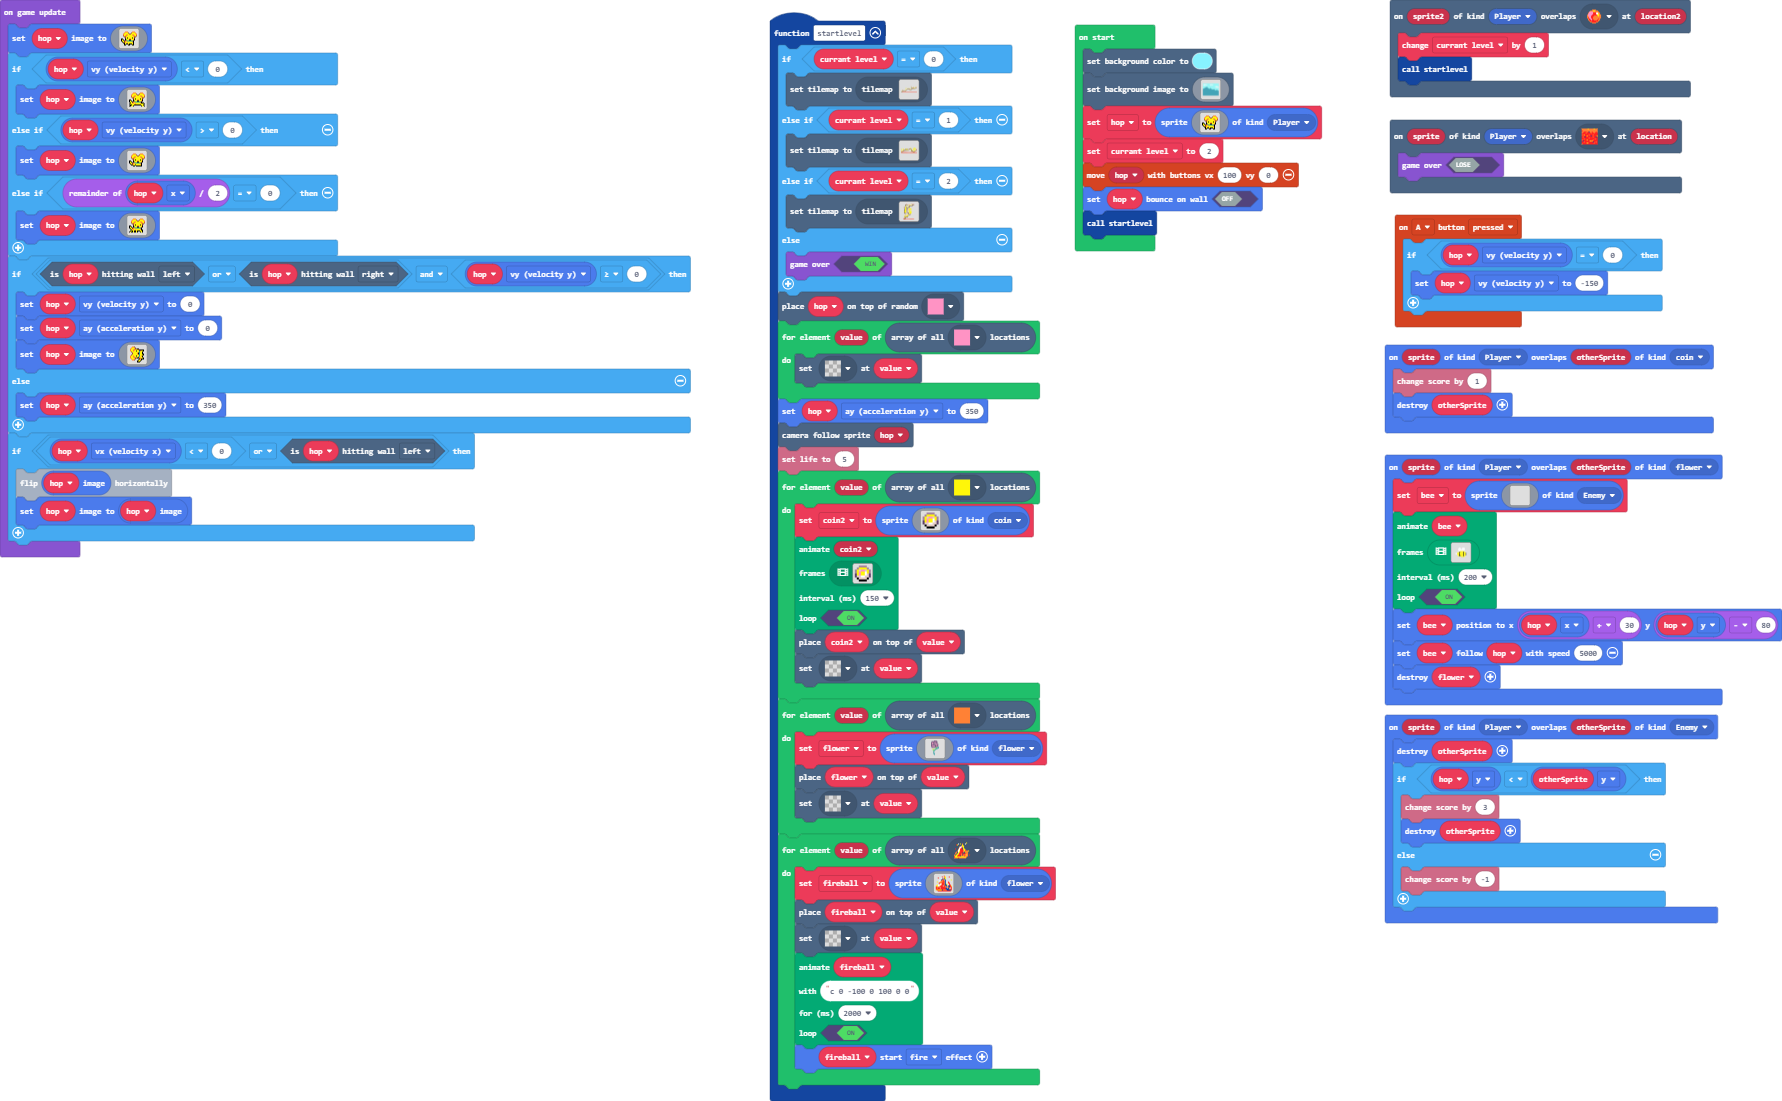 on game update
set hop image to
if hop vy (velocity y) < 0 then
set hop image to
else if hop vy (velocity y) > 0 then
set hop image to
else if remainder of hop x / 2 = 0 then
set hop image to
if is hop hitting wall left or is hop hitting wall right and hop vy (velocity y) ≥ 0 then
set hop vy (velocity y) to 0
set hop ay (acceleration y) to 0
set hop image to
else
set hop ay (acceleration y) to 350
if hop vx (velocity x) < 0 or is hop hitting wall left then
flip hop image horizontally
set hop image to hop image
function startlevel
if currant level = 0 then
set tilemap to tilemap
else if currant level = 1 then
set tilemap to tilemap
else if currant level = 2 then
set tilemap to tilemap
else
game over WIN
place hop on top of random
for element value of array of all locations
do
set at value
set hop ay (acceleration y) to 350
camera follow sprite hop
set life to 5
for element value of array of all locations
do
set coin2 to sprite of kind coin
animate coin2
frames
interval (ms) 150
loop ON
place coin2 on top of value
set at value
for element value of array of all locations
do
set flower to sprite of kind flower
place flower on top of value
set at value
for element value of array of all locations
do
set fireball to sprite of kind flower
place fireball on top of value
set at value
animate fireball
with "c 0 -100 0 100 0 0"
for (ms) 2000
loop ON
fireball start fire effect
on start
set background color to
set background image to
set hop to sprite of kind Player
set currant level to 2
move hop with buttons vx 100 vy 0
set hop bounce on wall OFF
call startlevel
on sprite2 of kind Player overlaps at location2
change currant level by 1
call startlevel
on sprite of kind Player overlaps at location
game over LOSE
on A button pressed
if hop vy (velocity y) = 0 then
set hop vy (velocity y) to -150
on sprite of kind Player overlaps otherSprite of kind coin
change score by 1
destroy otherSprite
on sprite of kind Player overlaps otherSprite of kind flower
set bee to sprite of kind Enemy
animate bee
frames
interval (ms) 200
loop ON
set bee position to x hop x + 30 y hop y - 80
set bee follow hop with speed 5000
destroy flower
on sprite of kind Player overlaps otherSprite of kind Enemy
destroy otherSprite
if hop y < otherSprite y then
change score by 3
destroy otherSprite
else
change score by -1